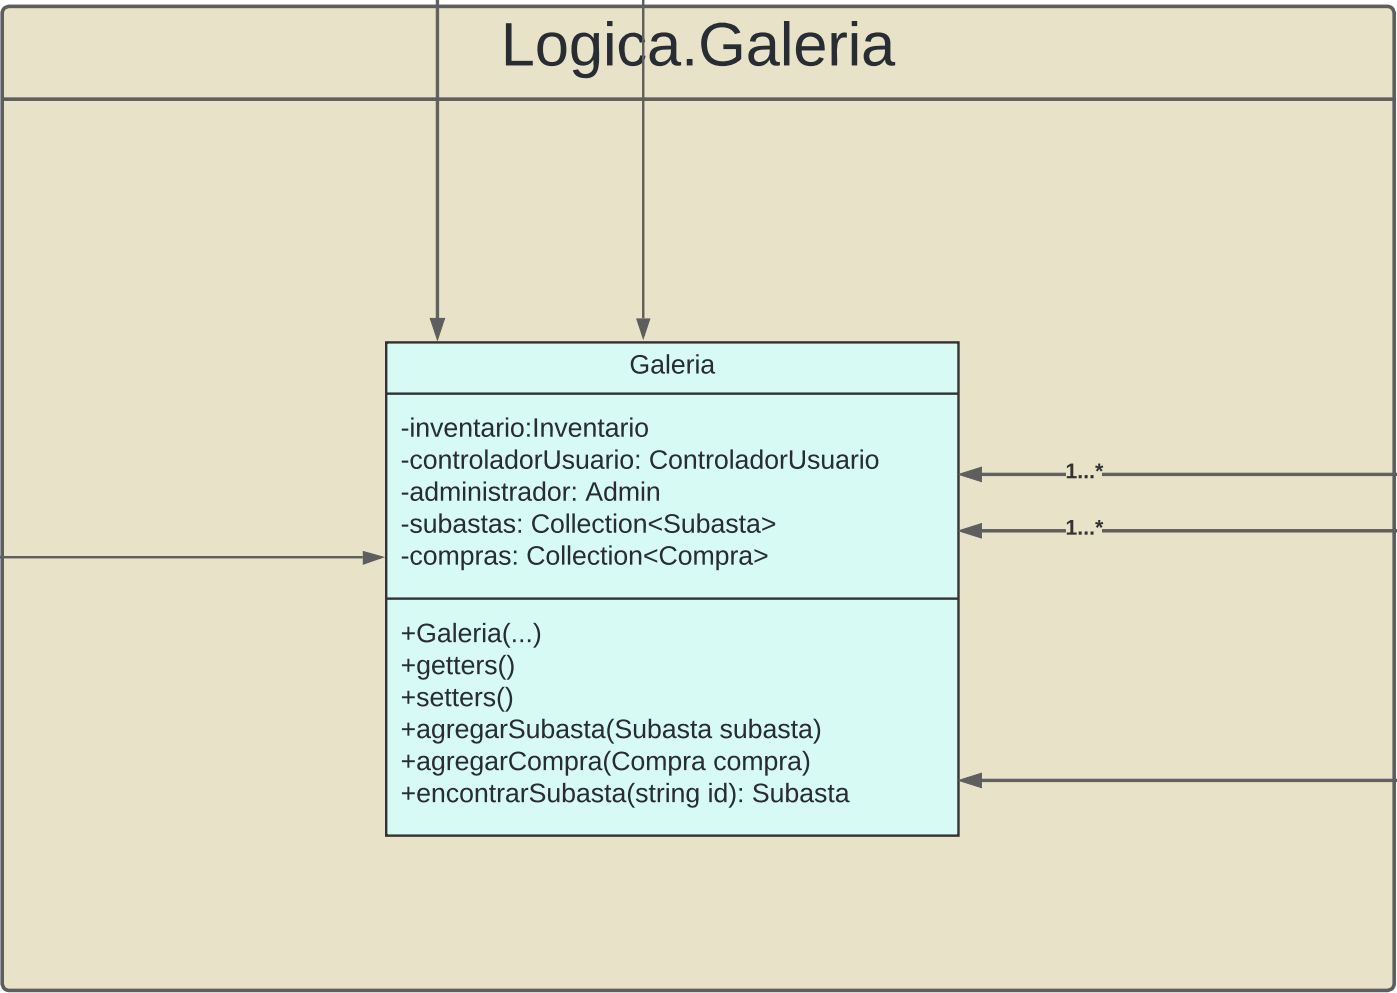 Logica.Galeria
Galeria
-inventario:Inventario
-controladorUsuario: ControladorUsuario
-administrador: Admin
-subastas: Collection<Subasta>
-compras: Collection<Compra>
1...*
1...*
+Galeria(...)
+getters()
+setters()
+agregarSubasta(Subasta subasta)
+agregarCompra(Compra compra)
+encontrarSubasta(string id): Subasta